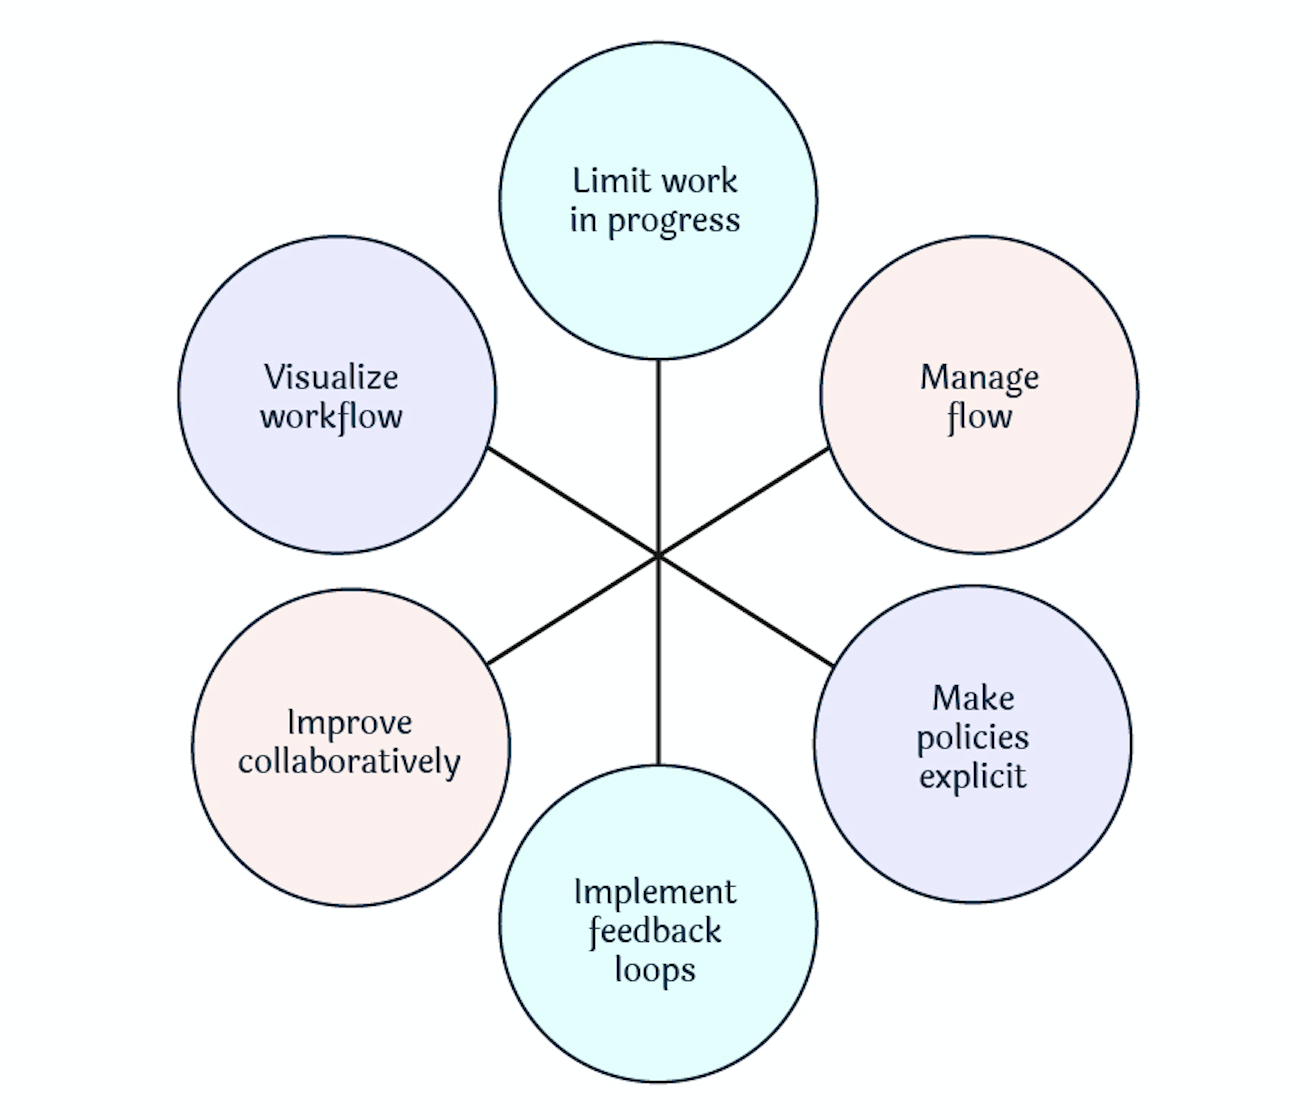 Limit work
in progress
Visualize
workflow
Manage
flow
Improve
collaboratively
Make
policies
explicit
Implement
feedback
loops